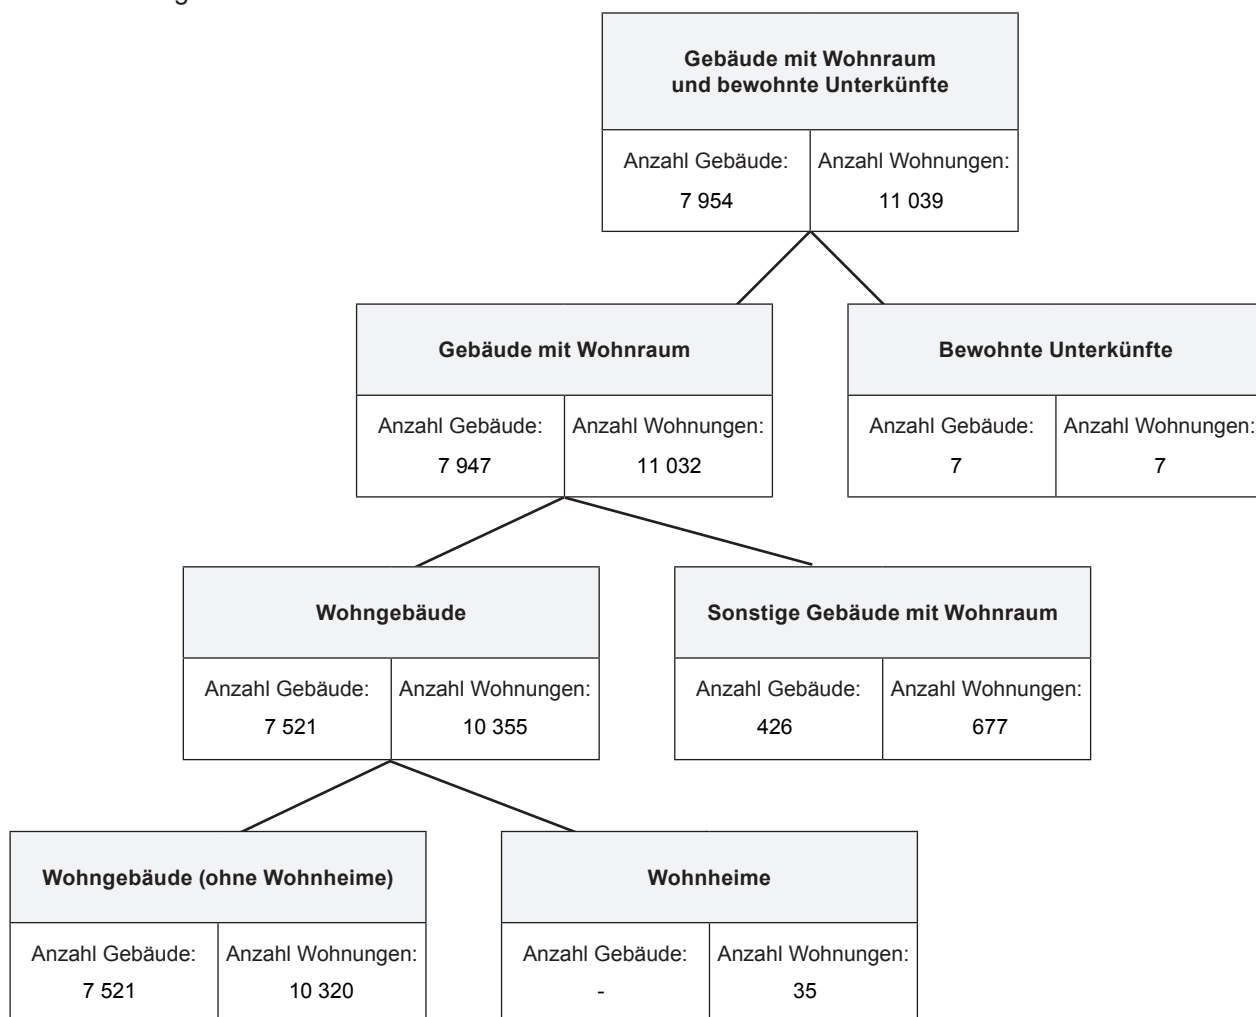 Gebäude mit Wohnraum
und bewohnte Unterkünfte
Anzahl Gebäude: Anzahl Wohnungen:
7 954 11 039
Gebäude mit Wohnraum
Anzahl Gebäude: Anzahl Wohnungen:
7 947 11 032
Bewohnte Unterkünfte
Anzahl Gebäude: Anzahl Wohnungen:
7 7
Wohngebäude
Anzahl Gebäude: Anzahl Wohnungen:
7 521 10 355
Sonstige Gebäude mit Wohnraum
Anzahl Gebäude: Anzahl Wohnungen:
426 677
Wohngebäude (ohne Wohnheime)
Anzahl Gebäude: Anzahl Wohnungen:
7 521 10 320
Wohnheime
Anzahl Gebäude: Anzahl Wohnungen:
- 35